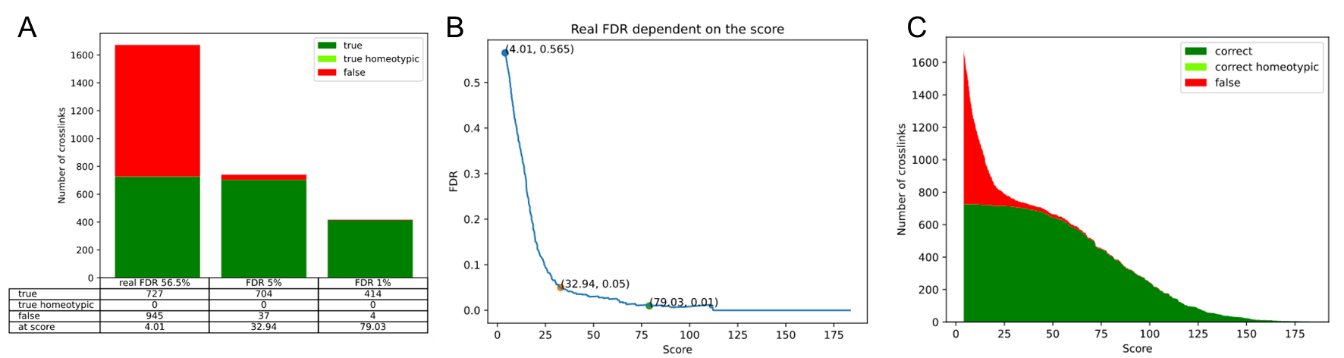 A
1600
1400
1200
1000
800
600
400
200
0
Number of crosslinks
true
true homeotypic
false
real FDR 56.5% FDR 5% FDR 1%
true 727 704 414
true homeotypic 0 0 0
false 945 37 4
at score 4.01 32.94 79.03
B
Real FDR dependent on the score
(4.01, 0.565)
(32.94, 0.05)
(79.03, 0.01)
0.5
0.4
0.3
0.2
0.1
0.0
FDR
0 25 50 75 100 125 150 175
Score
C
1600
1400
1200
1000
800
600
400
200
0
Number of crosslinks
correct
correct homeotypic
false
0 25 50 75 100 125 150 175
Score